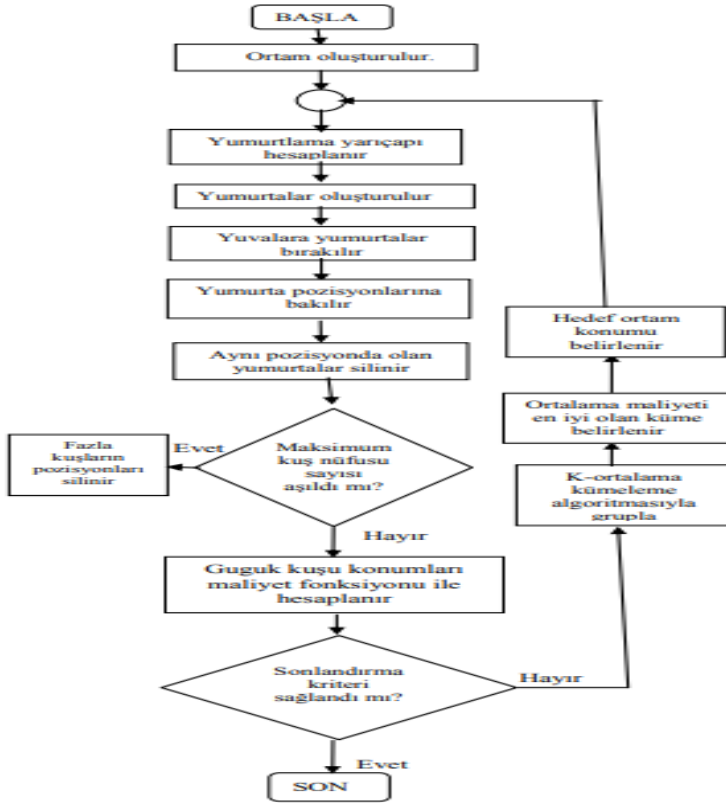 BAŞLA
Ortam oluşturulur.
Yumurtlama yarıçapı
hesaplanır
Yumurtalar oluşturulur
Yuvalara yumurtalar
bırakılır
Yumurta pozisyonlarına
bakılır
Aynı pozisyonda olan
yumurtalar silinir
Maksimum
kuş nüfusu
sayısı
aşıldı mı?
Evet
Fazla
kuşların
pozisyonları
silinir
Hayır
Guguk kuşu konumları
maliyet fonksiyonu ile
hesaplanır
Sonlandırma
kriteri
sağlandı mı?
Hayır
K-ortalama
kümeleme
algoritmasıyla
grupla
Ortalama maliyeti
en iyi olan küme
belirlenir
Hedef ortam
konumu
belirlenir
Evet
SON